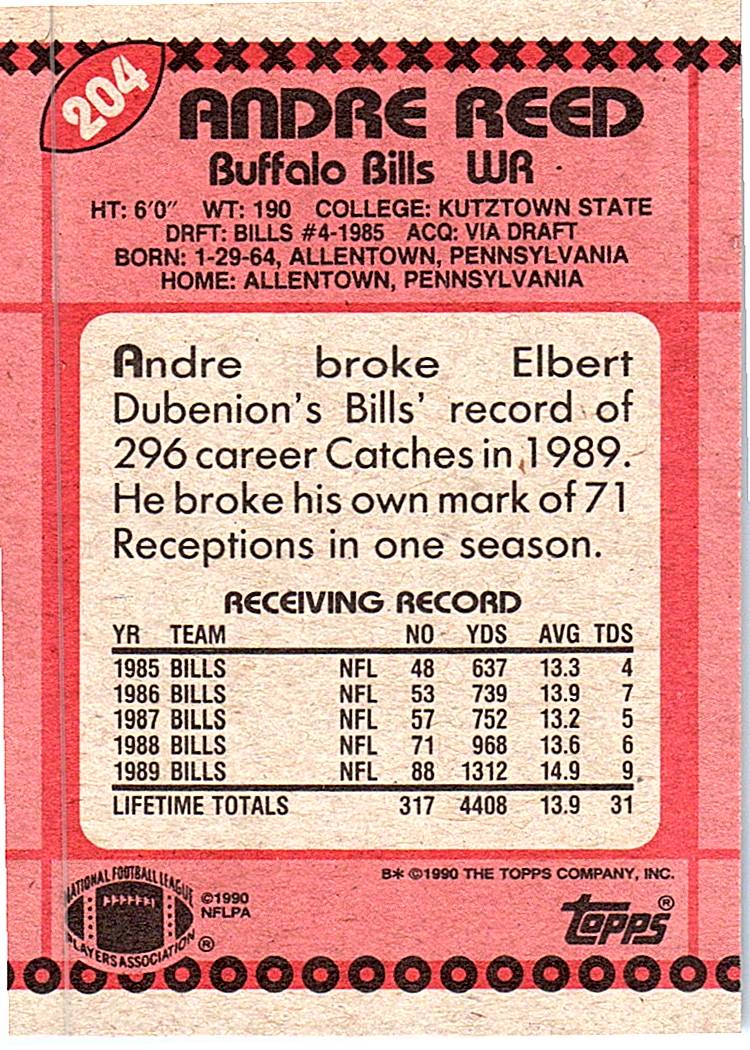 204
ANDRE REED
Buffalo Bills WR
HT: 6'0" WT: 190 COLLEGE: KUTZTOWN STATE
DRFT: BILLS #4-1985 ACQ: VIA DRAFT
BORN: 1-29-64, ALLENTOWN, PENNSYLVANIA
HOME: ALLENTOWN, PENNSYLVANIA
Andre broke Elbert
Dubenion's Bills' record of
296 career Catches in 1989.
He broke his own mark of 71
Receptions in one season.
RECEIVING RECORD
YR TEAM NO YDS AVG TDS
1985 BILLS NFL 48 637 13.3 4
1986 BILLS NFL 53 739 13.9 7
1987 BILLS NFL 57 752 13.2 5
1988 BILLS NFL 71 968 13.6 6
1989 BILLS NFL 88 1312 14.9 9
LIFETIME TOTALS 317 4408 13.9 31
B* ©1990 THE TOPPS COMPANY, INC.
NATIONAL FOOTBALL LEAGUE
PLAYERS ASSOCIATION ®
©1990
NFLPA
topps®